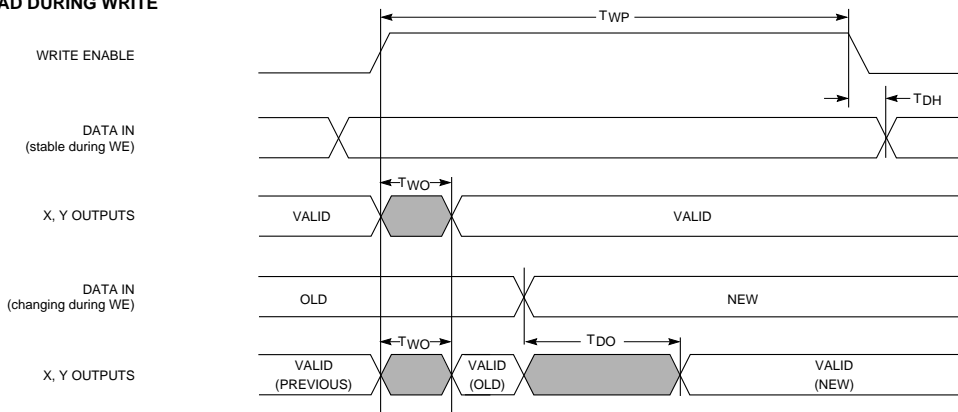 AD DURING WRITE
TWP
WRITE ENABLE
TDH
DATA IN
(stable during WE)
TWO
X, Y OUTPUTS
VALID
VALID
DATA IN
(changing during WE)
OLD
NEW
TWO
TDO
X, Y OUTPUTS
VALID
(PREVIOUS)
VALID
(OLD)
VALID
(NEW)